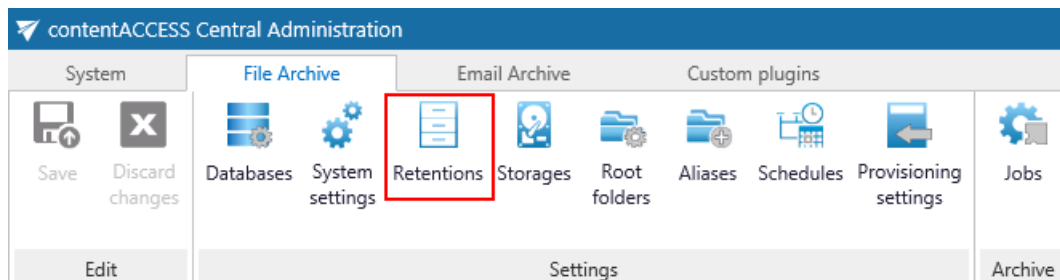 contentACCESS Central Administration
System File Archive Email Archive Custom plugins
Save Discard changes Databases System settings Retentions Storages Root folders Aliases Schedules Provisioning settings Jobs
Edit Settings Archive